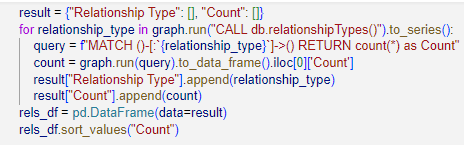 result = {"Relationship Type": [], "Count": []}
for relationship_type in graph.run("CALL db.relationshipTypes()").to_series():
    query = f"MATCH ()-[:`{relationship_type}`]->() RETURN count(*) as Count"
    count = graph.run(query).to_data_frame().iloc[0]['Count']
    result["Relationship Type"].append(relationship_type)
    result["Count"].append(count)
rels_df = pd.DataFrame(data=result)
rels_df.sort_values("Count")